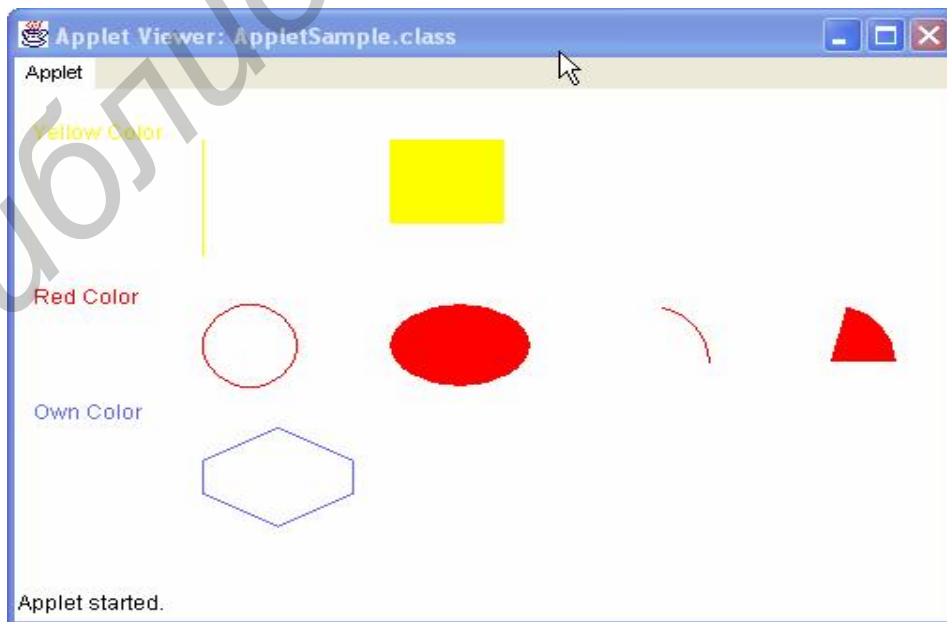 Applet Viewer: AppletSample.class
Applet
Yellow Color
Red Color
Own Color
Applet started.